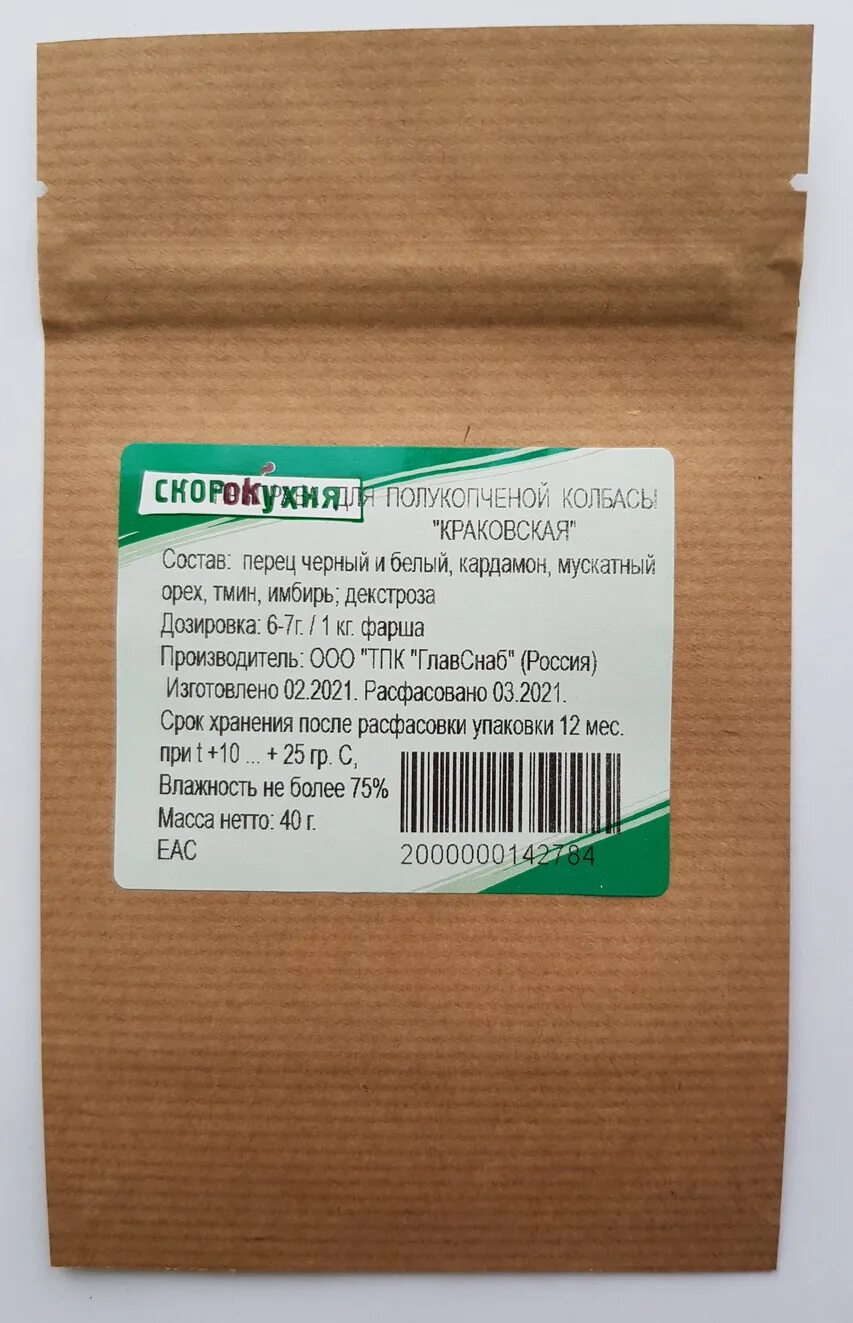 СКОРОКУХНЯ ДЛЯ ПОЛУКОПЧЕНОЙ КОЛБАСЫ
"КРАКОВСКАЯ"
Состав: перец черный и белый, кардамон, мускатный
орех, тмин, имбирь; декстроза
Дозировка: 6-7г. / 1 кг. фарша
Производитель: ООО "ТПК "ГлавСнаб" (Россия)
Изготовлено 02.2021. Расфасовано 03.2021.
Срок хранения после расфасовки упаковки 12 мес.
при t +10 ... + 25 гр. С,
Влажность не более 75%
Масса нетто: 40 г.
ЕАС
2000000142784